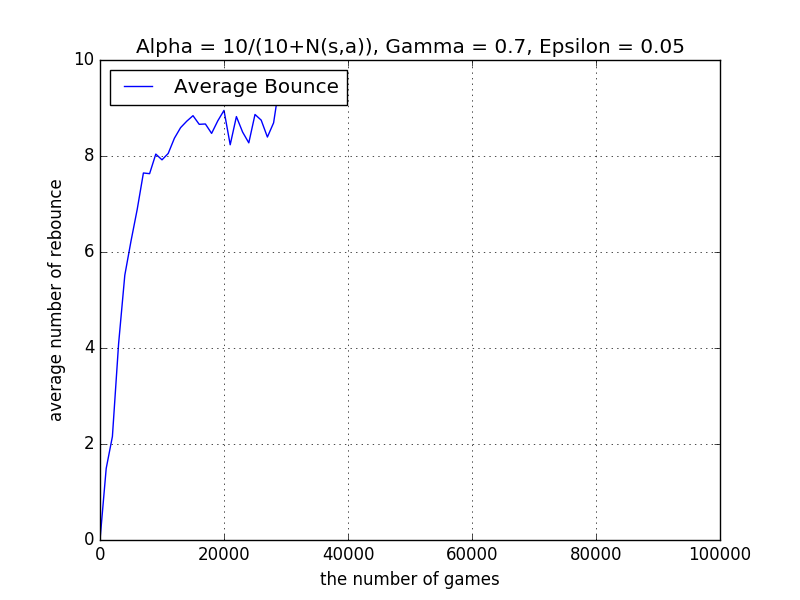 Alpha = 10/(10+N(s,a)), Gamma = 0.7, Epsilon = 0.05
Average Bounce
average number of rebounce
10
8
6
4
2
0
0 20000 40000 60000 80000 100000
the number of games